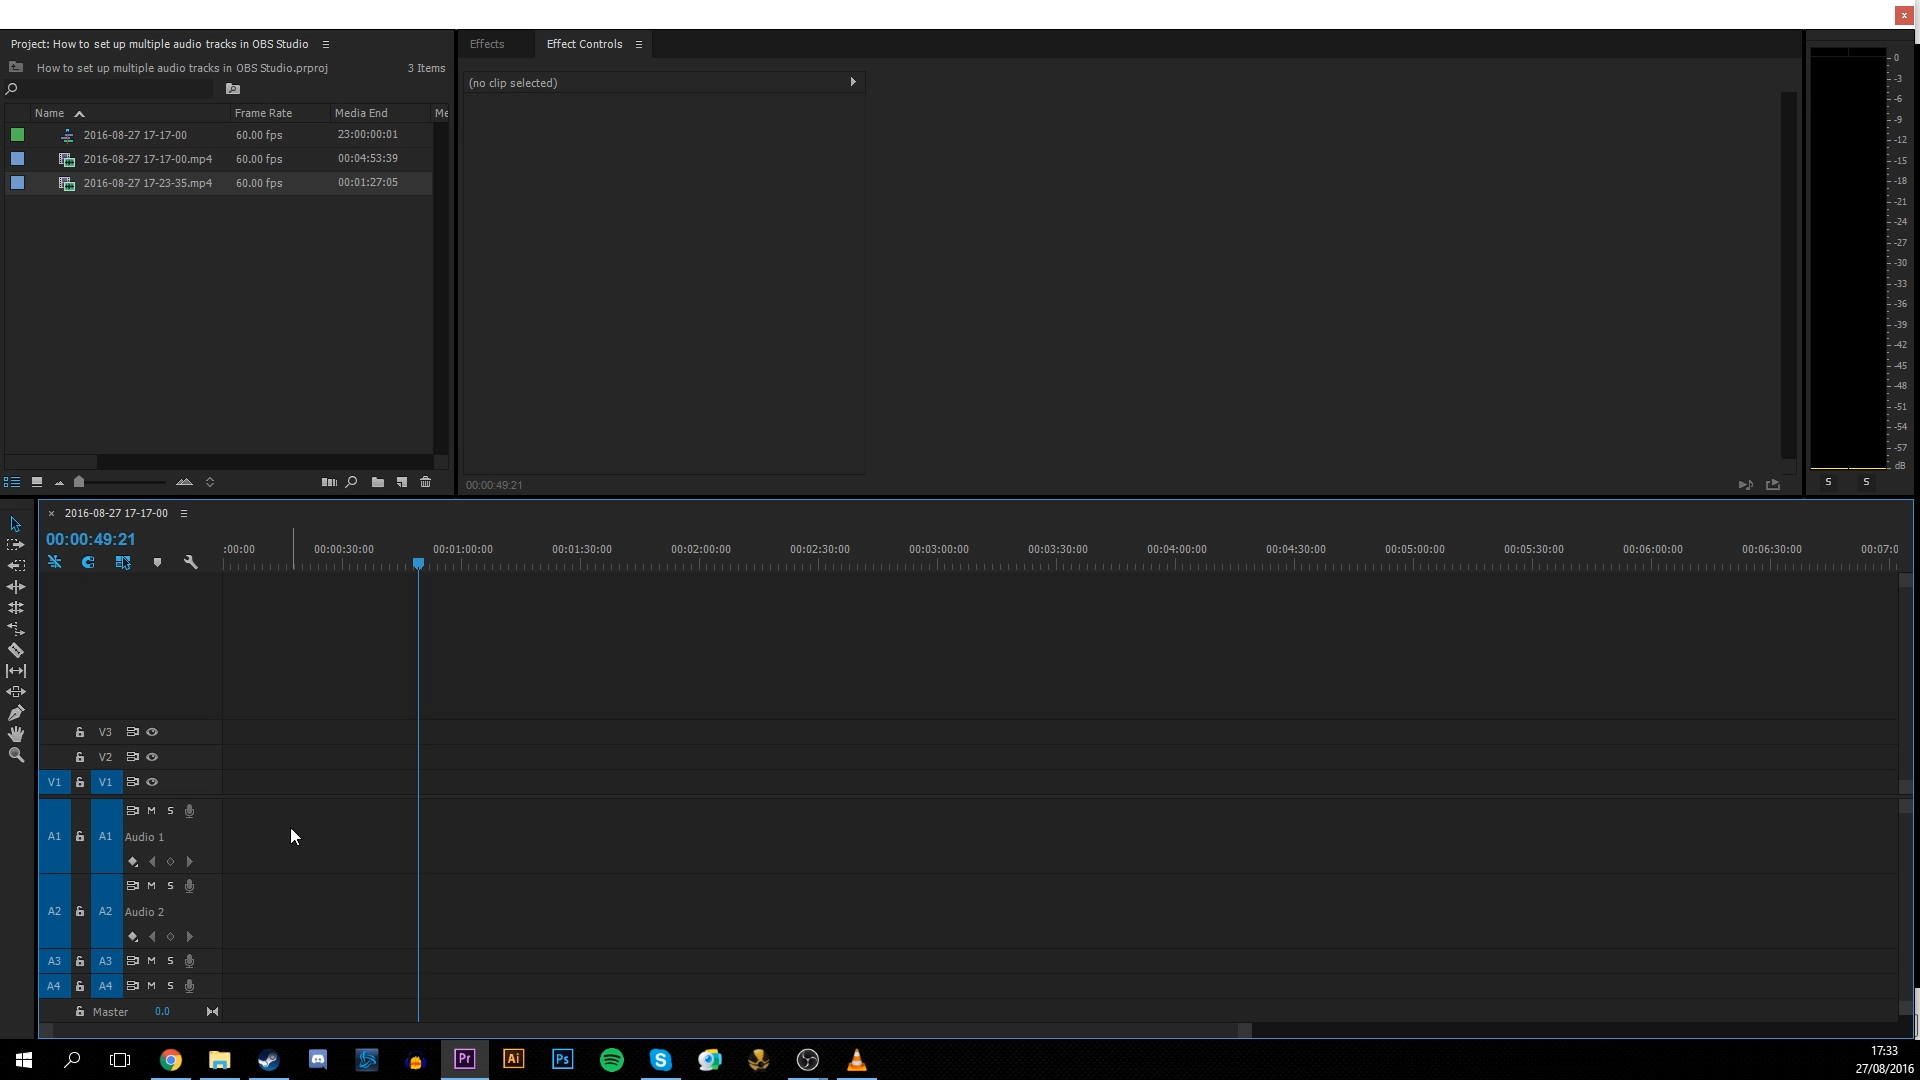 Project: How to set up multiple audio tracks in OBS Studio
How to set up multiple audio tracks in OBS Studio.prproj 3 Items
Name Frame Rate Media End Me
2016-08-27 17-17-00 60.00 fps 23:00:00:01
2016-08-27 17-17-00.mp4 60.00 fps 00:04:53:39
2016-08-27 17-23-35.mp4 60.00 fps 00:01:27:05
Effects Effect Controls
(no clip selected)
00:00:49:21
0
-3
-6
-9
-12
-15
-18
-21
-24
-27
-30
-33
-36
-39
-42
-45
-48
-51
-54
-57
dB
S S
× 2016-08-27 17-17-00
00:00:49:21
:00:00 00:00:30:00 00:01:00:00 00:01:30:00 00:02:00:00 00:02:30:00 00:03:00:00 00:03:30:00 00:04:00:00 00:04:30:00 00:05:00:00 00:05:30:00 00:06:00:00 00:06:30:00 00:07:0
V3
V2
V1 V1
M S
A1 A1 Audio 1
M S
A2 A2 Audio 2
A3 A3 M S
A4 A4 M S
Master 0.0
Pr Ai Ps
17:33
27/08/2016